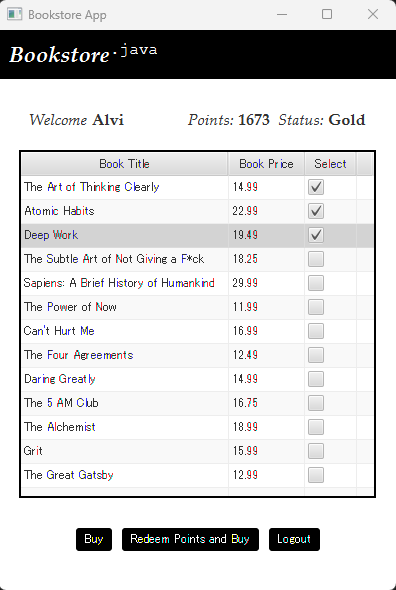 Bookstore App
Bookstore.java
Welcome Alvi Points: 1673 Status: Gold
Book Title Book Price Select
The Art of Thinking Clearly 14.99
Atomic Habits 22.99
Deep Work 19.49
The Subtle Art of Not Giving a F*ck 18.25
Sapiens: A Brief History of Humankind 29.99
The Power of Now 11.99
Can't Hurt Me 16.99
The Four Agreements 12.49
Daring Greatly 14.99
The 5 AM Club 16.75
The Alchemist 18.99
Grit 15.99
The Great Gatsby 12.99
Buy Redeem Points and Buy Logout